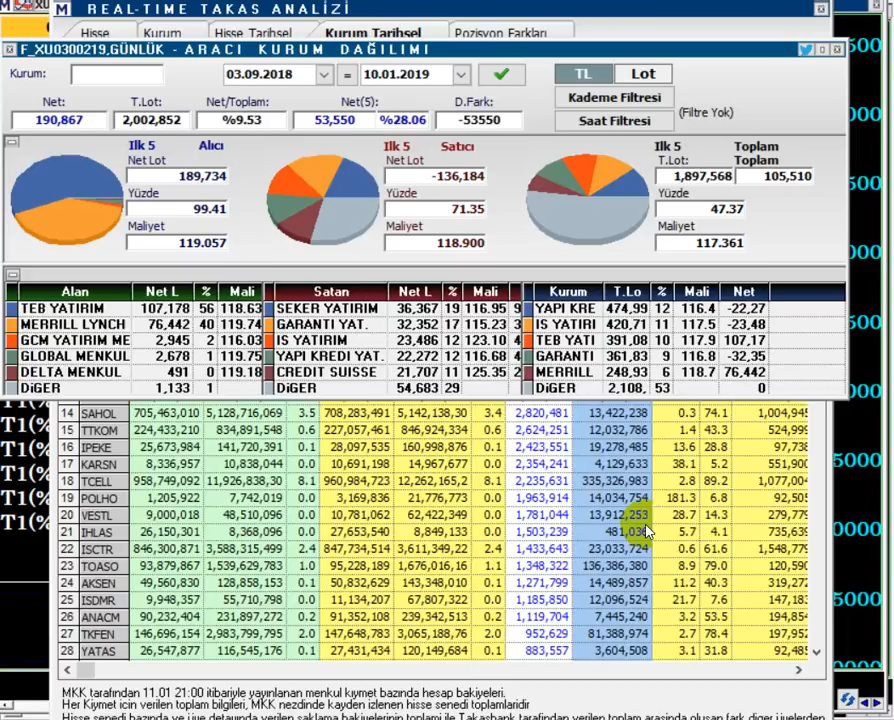 REAL-TIME TAKAS ANALİZİ
Hisse Kurum Hisse Tarihsel Kurum Tarihsel Pozisyon Farkları
F_XU0300219,GÜNLÜK - ARACI KURUM DAĞILIMI
Kurum: 03.09.2018 = 10.01.2019 TL Lot
Kademe Filtresi
Saat Filtresi (Filtre Yok)
Net: T.Lot: Net/Toplam: Net(5): D.Fark:
190,867 2,002,852 %9.53 53,550 %28.06 -53550
Ilk 5 Alıcı
Net Lot
189,734
Yüzde
99.41
Maliyet
119.057
Ilk 5 Satıcı
Net Lot
-136,184
Yüzde
71.35
Maliyet
118.900
Ilk 5 Toplam
T.Lot: Toplam
1,897,568 105,510
Yüzde
47.37
Maliyet
117.361
Alan Net L % Mali Satan Net L % Mali Kurum T.Lo % Mali Net
TEB YATIRIM 107,178 56 118.63 SEKER YATIRIM 36,367 19 116.95 9 YAPI KRE 474,99 12 116.4 -22,27
MERRILL LYNCH 76,442 40 119.74 GARANTI YAT. 32,352 17 115.23 3 IS YATIRI 420,71 11 117.5 -23,48
GCM YATIRIM ME 2,945 2 116.03 IS YATIRIM 23,486 12 123.10 4 TEB YATI 391,08 10 117.9 107,17
GLOBAL MENKUL 2,678 1 119.75 YAPI KREDI YAT. 22,272 12 116.68 4 GARANTI 361,83 9 116.8 -32,35
DELTA MENKUL 491 0 119.18 CREDIT SUISSE 21,707 11 125.35 2 MERRILL 248,93 6 118.7 76,442
DiGER 1,133 1 DiGER 54,683 29 DiGER 2,108, 53 0
14 SAHOL 705,463,010 5,128,716,069 3.5 708,283,491 5,142,138,30 3.4 2,820,481 13,422,238 0.3 74.1 1,004,945
15 TTKOM 224,433,210 834,891,548 0.6 227,057,461 846,924,334 0.6 2,624,251 12,032,786 1.4 43.3 524,999
16 IPEKE 25,673,984 141,720,391 0.1 28,097,535 160,998,876 0.1 2,423,551 19,278,485 13.6 28.8 97,738
17 KARSN 8,336,957 10,838,044 0.0 10,691,198 14,967,677 0.0 2,354,241 4,129,633 38.1 5.2 551,900
18 TCELL 958,749,092 11,926,838,30 8.1 960,984,723 12,262,165,2 8.1 2,235,631 335,326,983 2.8 89.2 1,077,004
19 POLHO 1,205,922 7,742,019 0.0 3,169,836 21,776,773 0.0 1,963,914 14,034,754 181.3 6.8 92,505
20 VESTL 9,000,018 48,510,096 0.0 10,781,062 62,422,349 0.0 1,781,044 13,912,253 28.7 14.3 279,779
21 IHLAS 26,150,301 8,368,096 0.0 27,653,540 8,849,133 0.0 1,503,239 5.7 4.1 735,639
22 ISCTR 846,300,871 3,588,315,499 2.4 847,734,514 3,611,349,22 2.4 1,433,643 23,033,724 0.6 61.6 1,548,779
23 TOASO 93,879,867 1,539,629,783 1.0 95,228,189 1,676,016,16 1.1 1,348,322 136,386,380 8.9 79.0 120,590
24 AKSEN 49,560,830 128,858,153 0.1 50,832,629 143,348,010 0.1 1,271,799 14,489,857 11.2 40.3 319,272
25 ISDMR 9,948,357 55,710,798 0.0 11,134,207 67,807,322 0.0 1,185,850 12,096,524 21.7 7.6 147,183
26 ANACM 90,232,404 231,897,272 0.2 91,352,108 239,342,513 0.2 1,119,704 7,445,240 3.2 53.5 194,854
27 TKFEN 146,696,154 2,983,799,795 2.0 147,648,783 3,065,188,76 2.0 952,629 81,388,974 2.7 78.4 197,952
28 YATAS 26,547,877 116,545,176 0.1 27,431,434 120,149,684 0.1 883,557 3,604,508 3.1 31.8 92,485
MKK tarafından 11.01 21:00 itibariyle yayınlanan menkul kıymet bazında hesap bakiyeleri.
Her Kıymet icin verilen toplam bilgileri, MKK nezdinde kayden izlenen hisse senedi toplamlarıdır